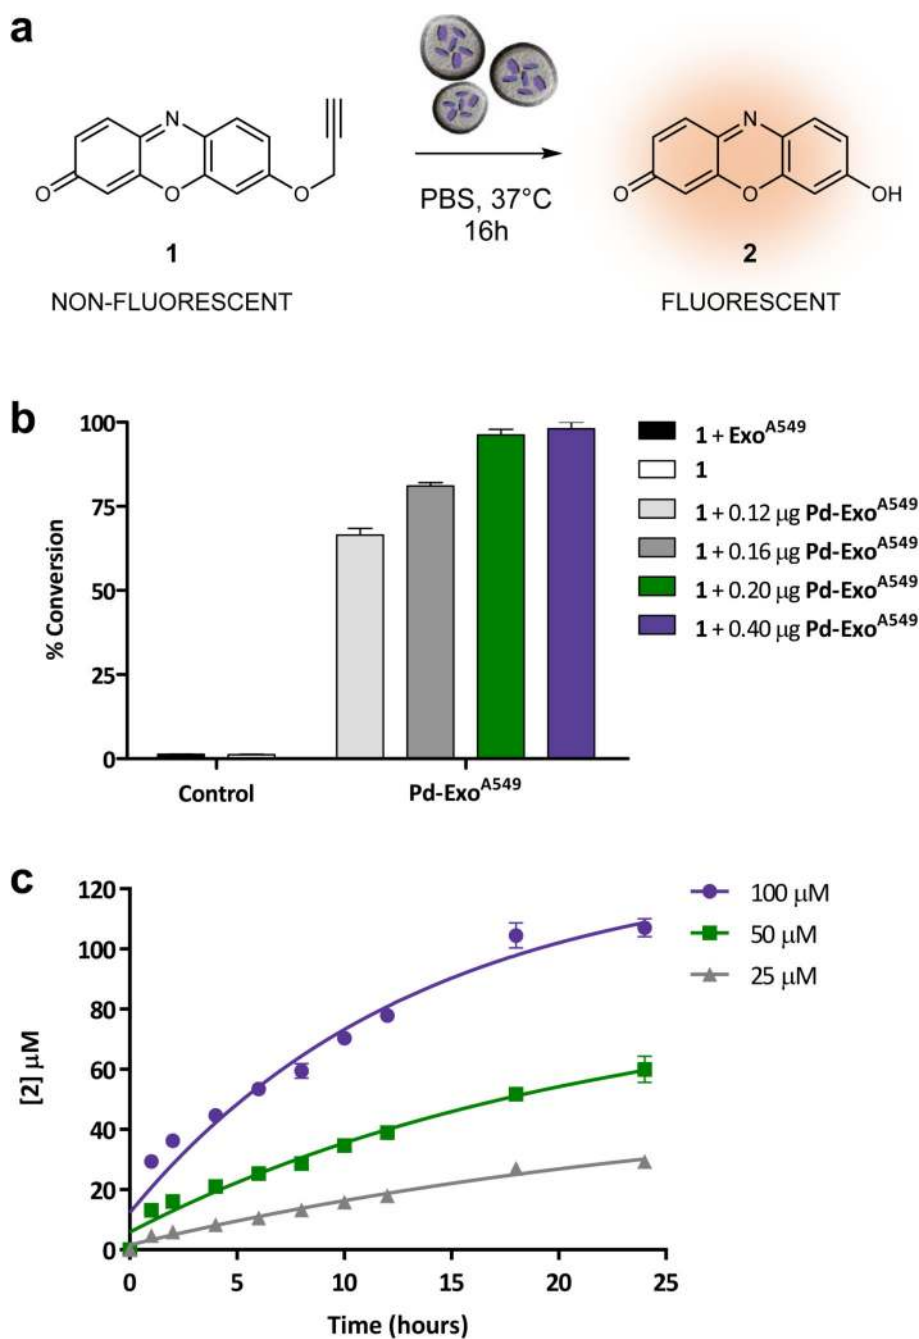 a
N
O
O
O
1
NON-FLUORESCENT
PBS, 37°C
16h
N
O
O
OH
2
FLUORESCENT
b
% Conversion
100
75
50
25
0
Control
Pd-Exo^A549
1 + Exo^A549
1
1 + 0.12 µg Pd-Exo^A549
1 + 0.16 µg Pd-Exo^A549
1 + 0.20 µg Pd-Exo^A549
1 + 0.40 µg Pd-Exo^A549
c
[2] µM
120
100
80
60
40
20
0
0 5 10 15 20 25
Time (hours)
100 µM
50 µM
25 µM